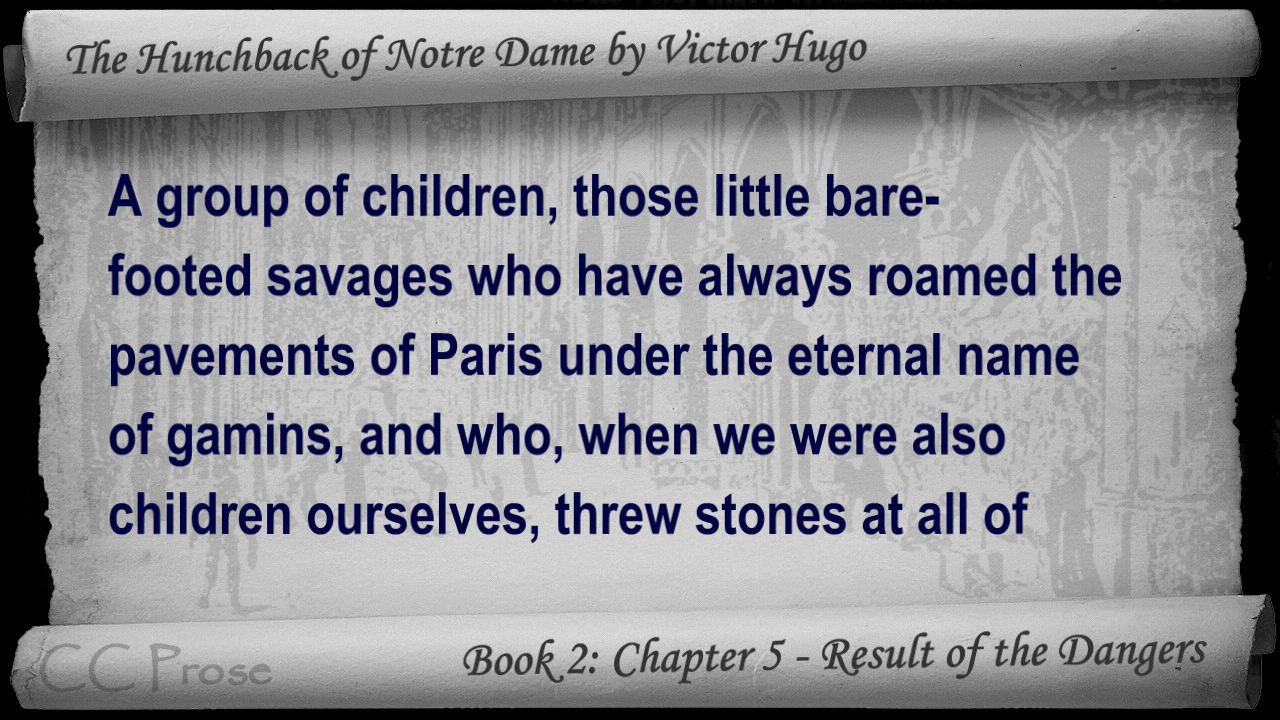 The Hunchback of Notre Dame by Victor Hugo
A group of children, those little bare-
footed savages who have always roamed the
pavements of Paris under the eternal name
of gamins, and who, when we were also
children ourselves, threw stones at all of
CC Prose
Book 2: Chapter 5 - Result of the Dangers